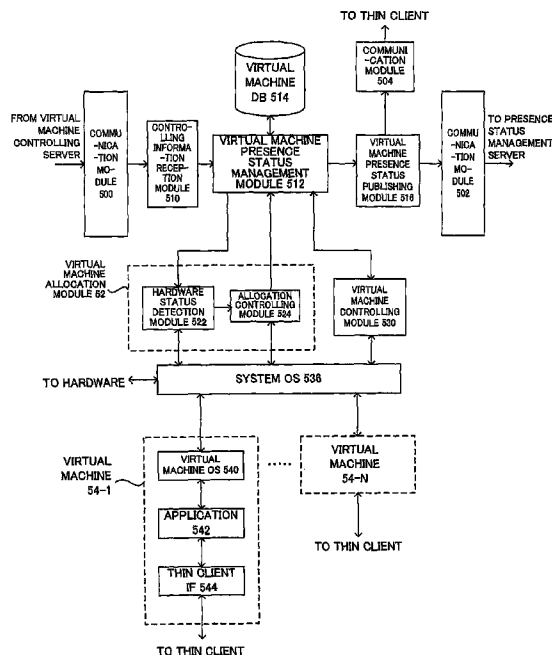 TO THIN CLIENT
COMMUNI
-CATION
MODULE
504
VIRTUAL
MACHINE
DB 514
FROM VIRTUAL
MACHINE
CONTROLLING
SERVER
COMMU
-NICA-
TION
MO-
DULE
500
CONTRO-
LLING
INFORMA
-TION
RECEP-
TION
MODULE
510
VIRTUAL MACHINE
PRESENCE
STATUS
MANAGEMENT
MODULE 512
VIRTUAL
MACHINE
PRESENCE
STATUS
PUBLISHING
MODULE 516
COMMU
-NICA-
TION
MO-
DULE
502
TO PRESENCE
STATUS
MANAGEMENT
SERVER
VIRTUAL
MACHINE
ALLOCATION
MODULE 52
HARDWARE
STATUS
DETECTION
MODULE 522
ALLOCATION
CONTROLLING
MODULE 524
VIRTUAL
MACHINE
CONTROLLING
MODULE 530
TO HARDWARE
SYSTEM OS 536
VIRTUAL
MACHINE
54-1
VIRTUAL
MACHINE OS 540
APPLICATION
542
THIN CLIENT
IF 544
TO THIN CLIENT
.....
VIRTUAL
MACHINE
54-N
TO THIN CLIENT